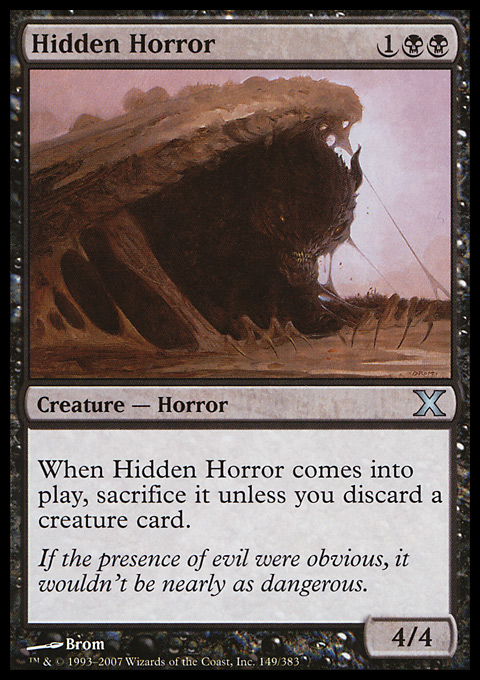 Hidden Horror 1
Creature — Horror X
When Hidden Horror comes into
play, sacrifice it unless you discard a
creature card.
If the presence of evil were obvious, it
wouldn't be nearly as dangerous.
4/4
Brom
™ & © 1993–2007 Wizards of the Coast, Inc. 149/383